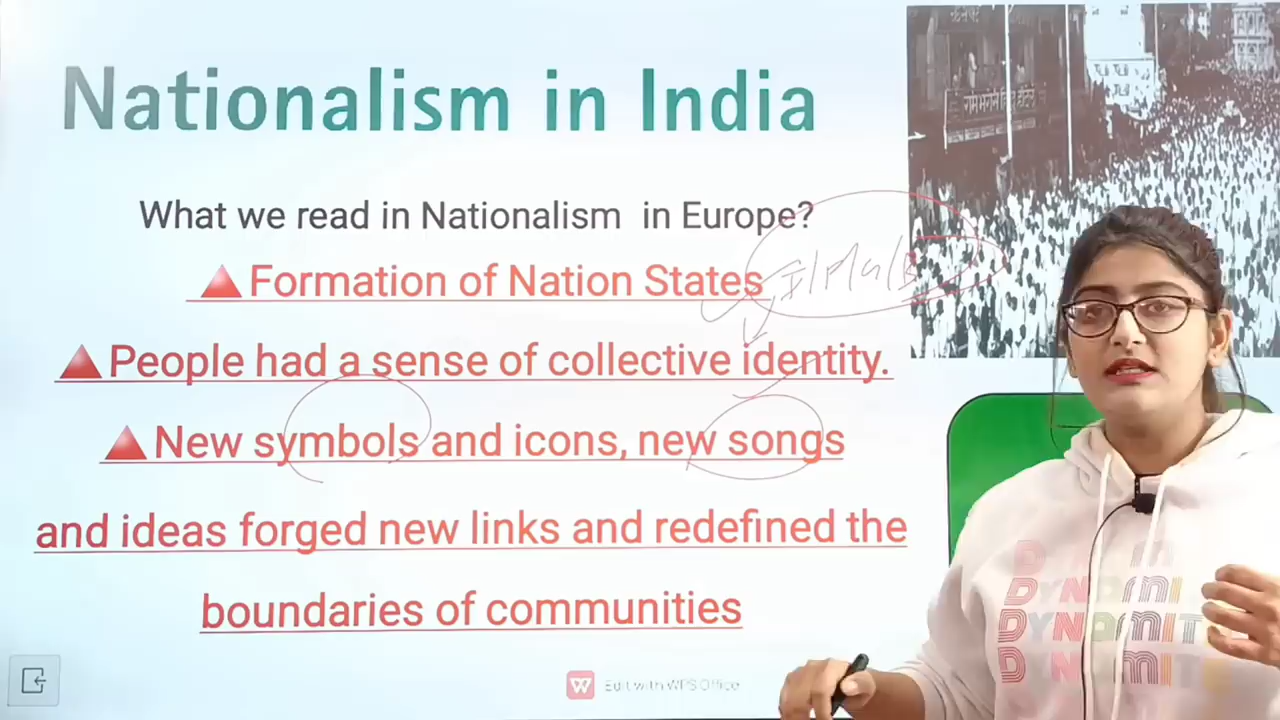 Nationalism in India
What we read in Nationalism in Europe?
Formation of Nation States
People had a sense of collective identity.
New symbols and icons, new songs
and ideas forged new links and redefined the
boundaries of communities
Edit with WPS Office
DYNAMIT